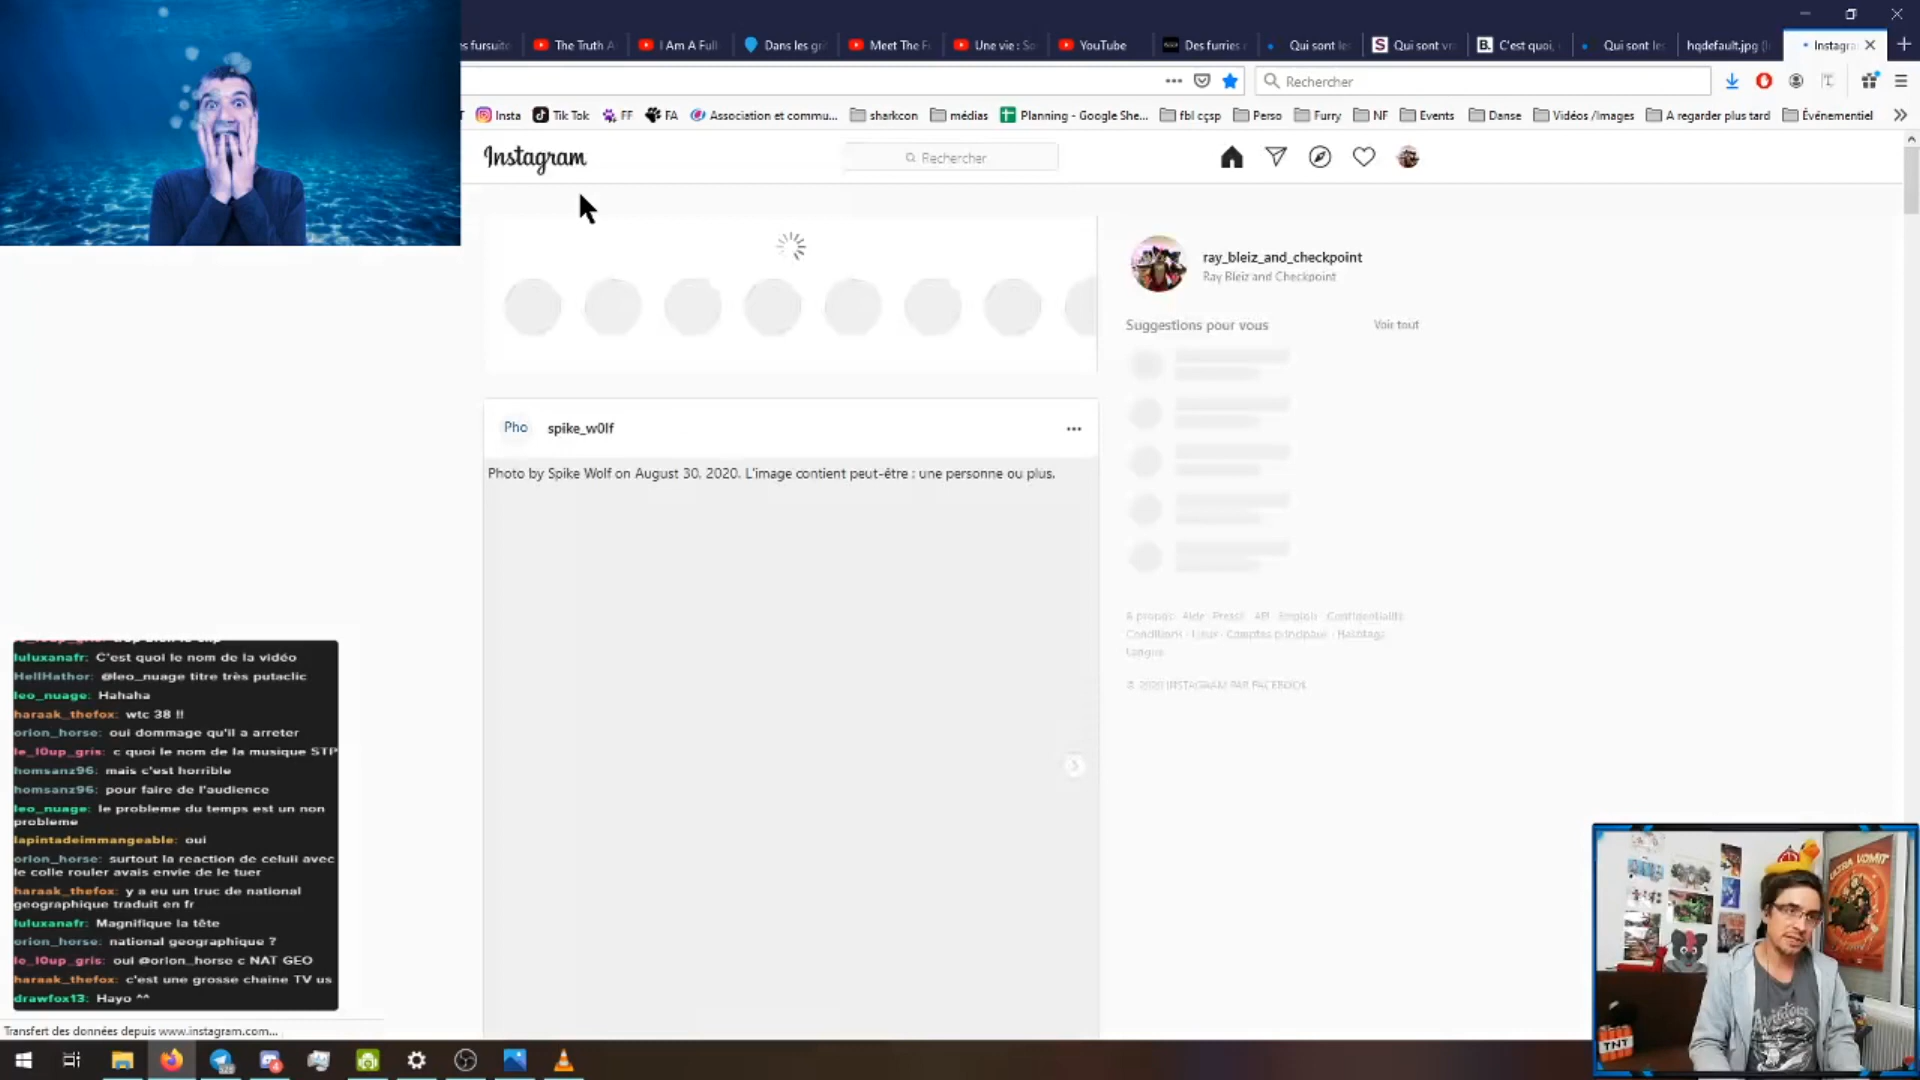 The Truth A
I Am A Full
Dans les gr
Meet The F
Une vie : So
YouTube
Des furries
Qui sont les
Qui sont vr
C'est quoi,
Qui sont les
hqdefault.jpg
Instagra
Rechercher
Insta
Tik Tok
FF
FA
Association et commu...
sharkcon
médias
Planning - Google She...
fbl cçsp
Perso
Furry
NF
Events
Danse
Vidéos /Images
A regarder plus tard
Événementiel
Instagram
Rechercher
ray_bleiz_and_checkpoint
Ray Bleiz and Checkpoint
Suggestions pour vous
Voir tout
Pho
spike_w0lf
Photo by Spike Wolf on August 30, 2020. L'image contient peut-être : une personne ou plus.
À propos · Aide · Presse · API · Emplois · Confidentialité
Conditions · Lieux · Comptes principaux · Hashtags
Langue
© 2020 INSTAGRAM PAR FACEBOOK
luluxanafr: C'est quoi le nom de la vidéo
HellHathor: @leo_nuage titre très putaclic
leo_nuage: Hahaha
haraak_thefox: wtc 38 !!
orion_horse: oui dommage qu'il a arreter
le_l0up_gris: c quoi le nom de la musique STP
homsanz96: mais c'est horrible
homsanz96: pour faire de l'audience
leo_nuage: le probleme du temps est un non
probleme
lapintadeimmangeable: oui
orion_horse: surtout la reaction de celuii avec
le colle rouler avais envie de le tuer
haraak_thefox: y a eu un truc de national
geographique traduit en fr
luluxanafr: Magnifique la tête
orion_horse: national geographique ?
le_l0up_gris: oui @orion_horse c NAT GEO
haraak_thefox: c'est une grosse chaine TV us
drawfox13: Hayo ^^
Transfert des données depuis www.instagram.com...
ULTRA VOMIT
TNT